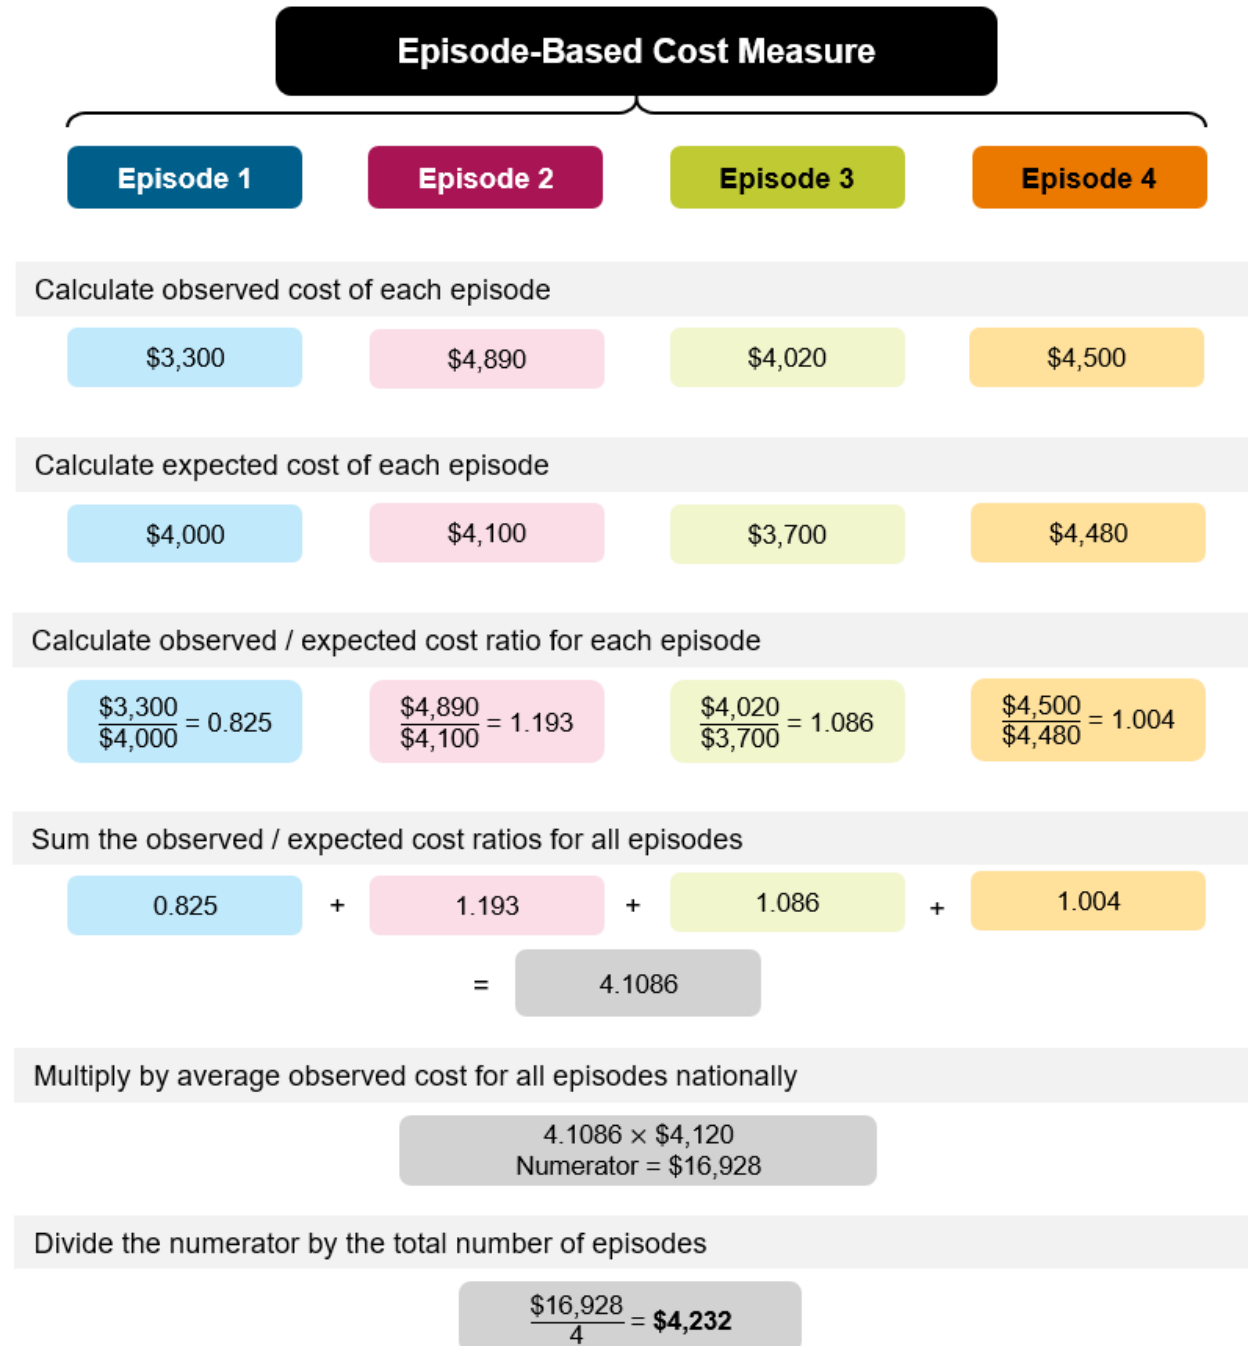 Episode-Based Cost Measure
Episode 1 Episode 2 Episode 3 Episode 4
Calculate observed cost of each episode
$3,300 $4,890 $4,020 $4,500
Calculate expected cost of each episode
$4,000 $4,100 $3,700 $4,480
Calculate observed / expected cost ratio for each episode
$3,300 / $4,000 = 0.825 $4,890 / $4,100 = 1.193 $4,020 / $3,700 = 1.086 $4,500 / $4,480 = 1.004
Sum the observed / expected cost ratios for all episodes
0.825 + 1.193 + 1.086 + 1.004
= 4.1086
Multiply by average observed cost for all episodes nationally
4.1086 × $4,120
Numerator = $16,928
Divide the numerator by the total number of episodes
$16,928 / 4 = $4,232